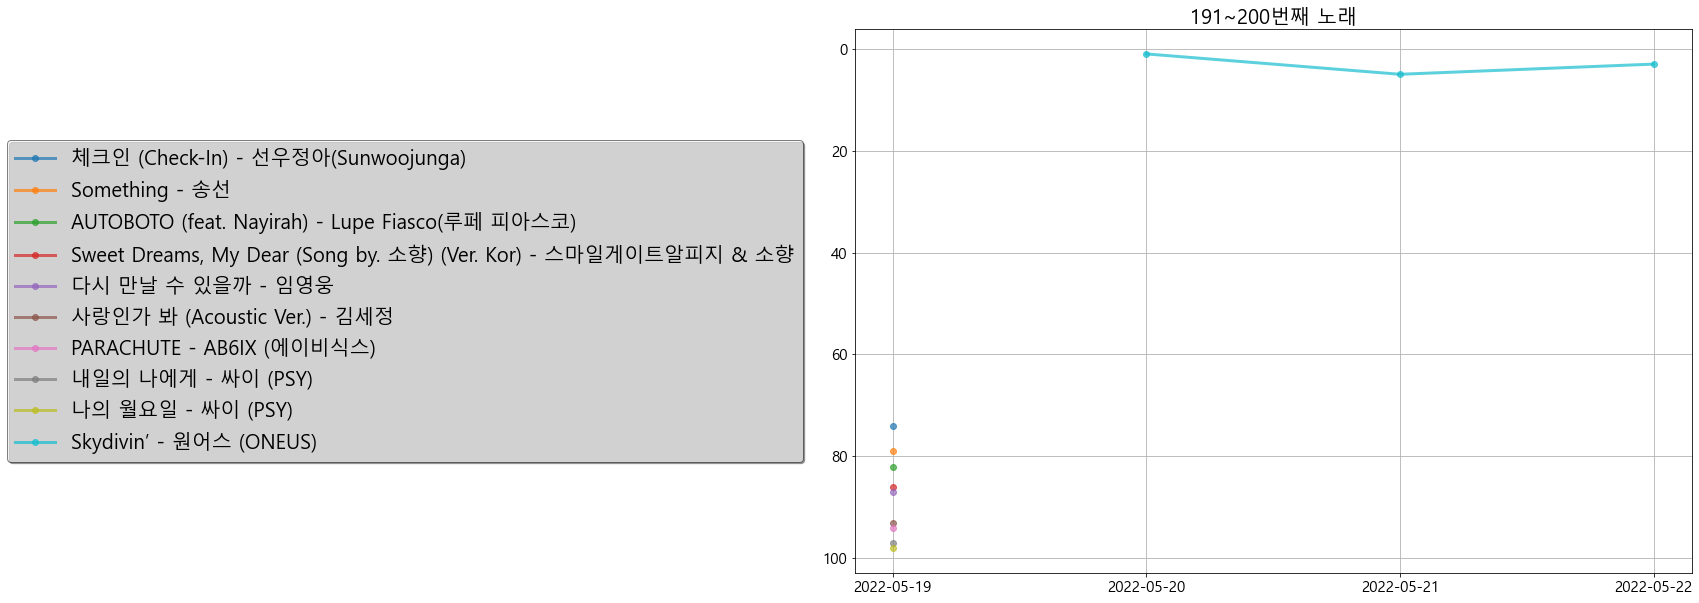 191~200번째 노래
체크인 (Check-In) - 선우정아(Sunwoojunga)
Something - 송선
AUTOBOTO (feat. Nayirah) - Lupe Fiasco(루페 피아스코)
Sweet Dreams, My Dear (Song by. 소향) (Ver. Kor) - 스마일게이트알피지 & 소향
다시 만날 수 있을까 - 임영웅
사랑인가 봐 (Acoustic Ver.) - 김세정
PARACHUTE - AB6IX (에이비식스)
내일의 나에게 - 싸이 (PSY)
나의 월요일 - 싸이 (PSY)
Skydivin’ - 원어스 (ONEUS)
0
20
40
60
80
100
2022-05-19 2022-05-20 2022-05-21 2022-05-22